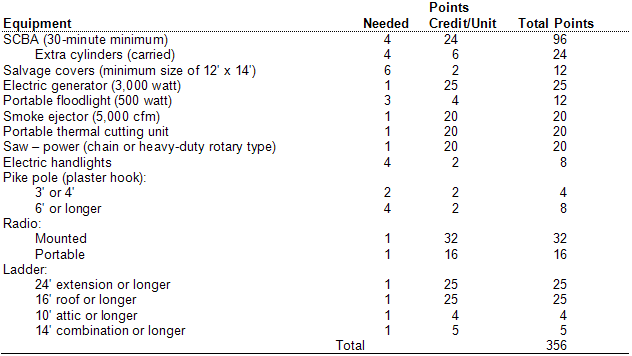 Points
Equipment Needed Credit/Unit Total Points
SCBA (30-minute minimum) 4 24 96
Extra cylinders (carried) 4 6 24
Salvage covers (minimum size of 12' x 14') 6 2 12
Electric generator (3,000 watt) 1 25 25
Portable floodlight (500 watt) 3 4 12
Smoke ejector (5,000 cfm) 1 20 20
Portable thermal cutting unit 1 20 20
Saw – power (chain or heavy-duty rotary type) 1 20 20
Electric handlights 4 2 8
Pike pole (plaster hook):
3' or 4' 2 2 4
6' or longer 4 2 8
Radio:
Mounted 1 32 32
Portable 1 16 16
Ladder:
24' extension or longer 1 25 25
16' roof or longer 1 25 25
10' attic or longer 1 4 4
14' combination or longer 1 5 5
Total 356